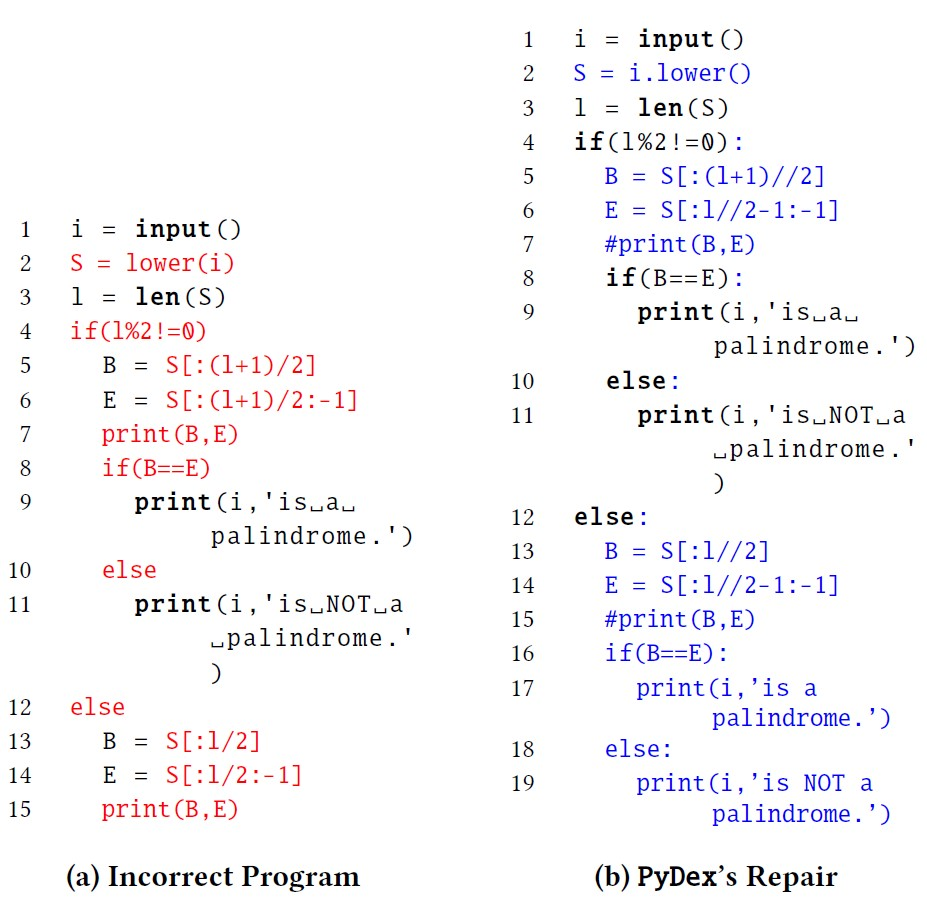 1 i = input()
2 S = lower(i)
3 l = len(S)
4 if(l%2!=0)
5 B = S[:(l+1)/2]
6 E = S[:(l+1)/2:-1]
7 print(B,E)
8 if(B==E)
9 print(i,'is␣a␣
palindrome.')
10 else
11 print(i,'is␣NOT␣a
␣palindrome.'
)
12 else
13 B = S[:l/2]
14 E = S[:l/2:-1]
15 print(B,E)
(a) Incorrect Program
1 i = input()
2 S = i.lower()
3 l = len(S)
4 if(l%2!=0):
5 B = S[:(l+1)//2]
6 E = S[:l//2-1:-1]
7 #print(B,E)
8 if(B==E):
9 print(i,'is␣a␣
palindrome.')
10 else:
11 print(i,'is␣NOT␣a
␣palindrome.'
)
12 else:
13 B = S[:l//2]
14 E = S[:l//2-1:-1]
15 #print(B,E)
16 if(B==E):
17 print(i,’is a
palindrome.’)
18 else:
19 print(i,’is NOT a
palindrome.’)
(b) PyDex's Repair